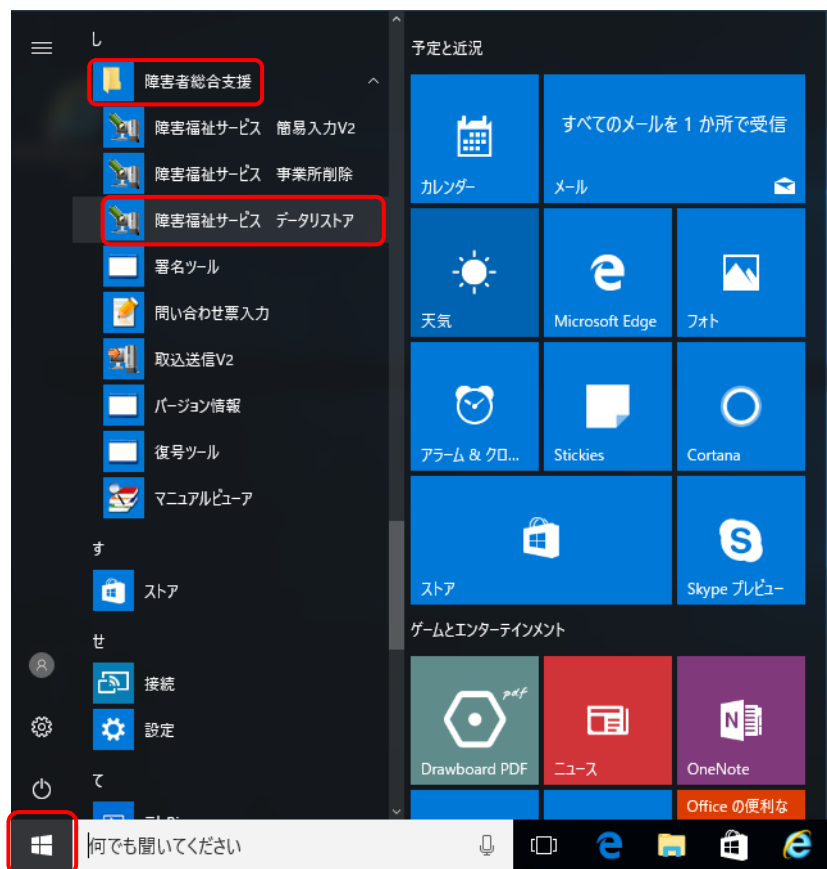 し
障害者総合支援
障害福祉サービス 簡易入力V2
障害福祉サービス 事業所削除
障害福祉サービス データリストア
署名ツール
問い合わせ票入力
取込送信V2
バージョン情報
復号ツール
マニュアルビューア
す
ストア
せ
接続
設定
て
予定と近況
カレンダー
すべてのメールを 1 か所で受信
メール
天気
Microsoft Edge
フォト
アラーム & クロ...
Stickies
Cortana
ストア
Skype プレビュー
ゲームとエンターテインメント
pdf
Drawboard PDF
ニュース
N
OneNote
Office の便利な
何でも聞いてください